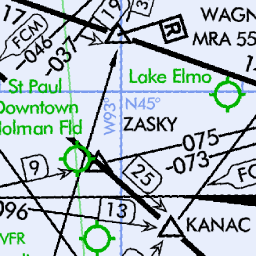 17
19
R
WAGN
FCM
-046
-037
MRA 55
St Paul
Downtown
Holman Fld
Lake Elmo
W93°
N45°
ZASKY
-075
-073
9
25
FC
096
13
KANAC
VFR